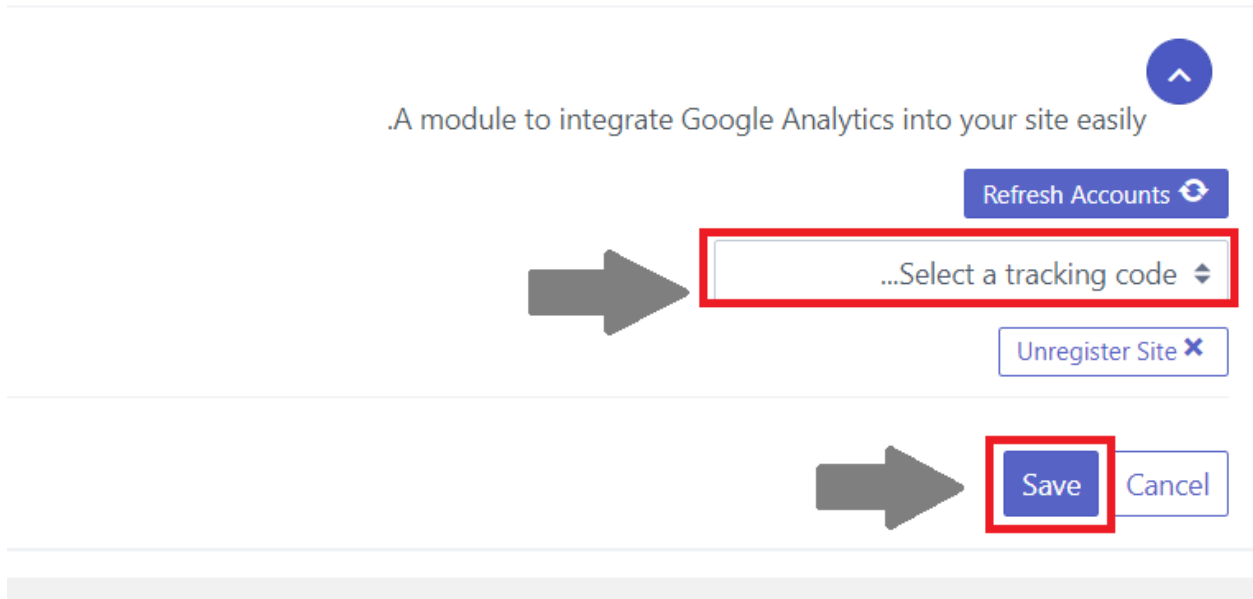 .A module to integrate Google Analytics into your site easily
Refresh Accounts
...Select a tracking code
Unregister Site
Save
Cancel